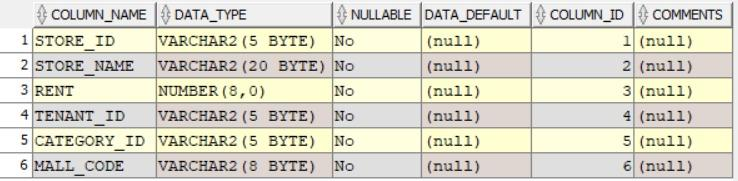 COLUMN_NAME DATA_TYPE NULLABLE DATA_DEFAULT COLUMN_ID COMMENTS
1 STORE_ID VARCHAR2(5 BYTE) No (null) 1 (null)
2 STORE_NAME VARCHAR2(20 BYTE) No (null) 2 (null)
3 RENT NUMBER(8,0) No (null) 3 (null)
4 TENANT_ID VARCHAR2(5 BYTE) No (null) 4 (null)
5 CATEGORY_ID VARCHAR2(5 BYTE) No (null) 5 (null)
6 MALL_CODE VARCHAR2(8 BYTE) No (null) 6 (null)